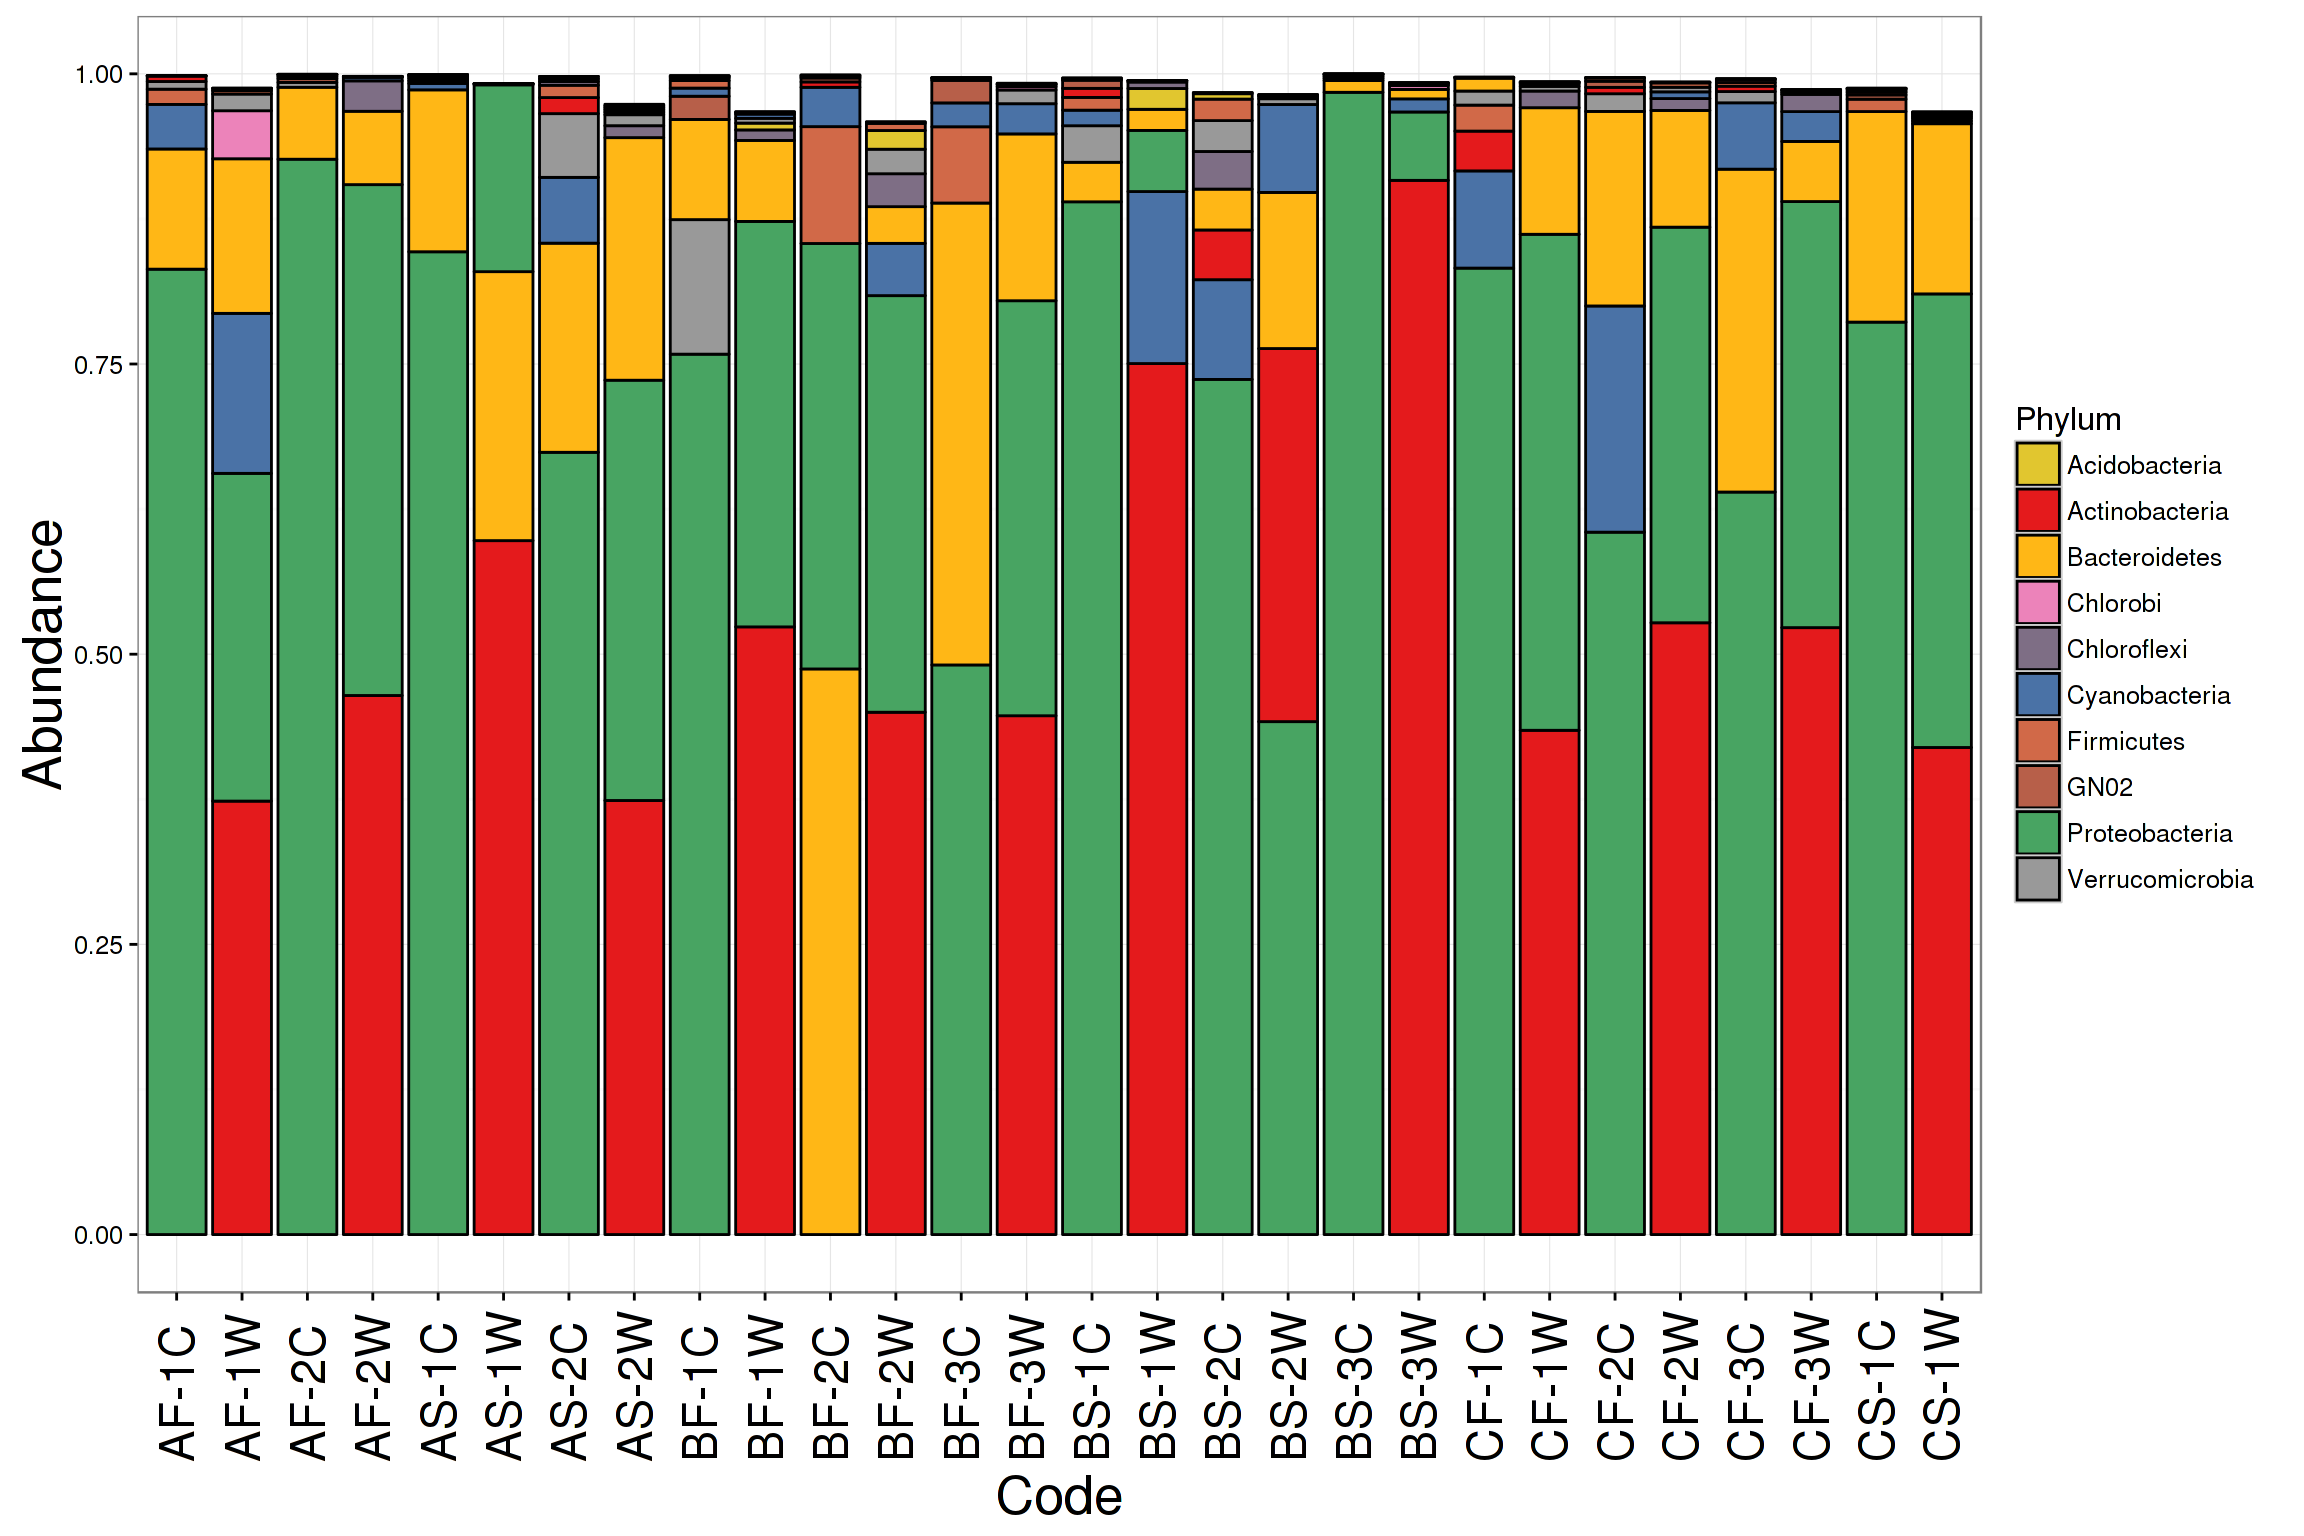 1.00
0.75
0.50
0.25
0.00
Abundance
AF-1C
AF-1W
AF-2C
AF-2W
AS-1C
AS-1W
AS-2C
AS-2W
BF-1C
BF-1W
BF-2C
BF-2W
BF-3C
BF-3W
BS-1C
BS-1W
BS-2C
BS-2W
BS-3C
BS-3W
CF-1C
CF-1W
CF-2C
CF-2W
CF-3C
CF-3W
CS-1C
CS-1W
Code
Phylum
Acidobacteria
Actinobacteria
Bacteroidetes
Chlorobi
Chloroflexi
Cyanobacteria
Firmicutes
GN02
Proteobacteria
Verrucomicrobia